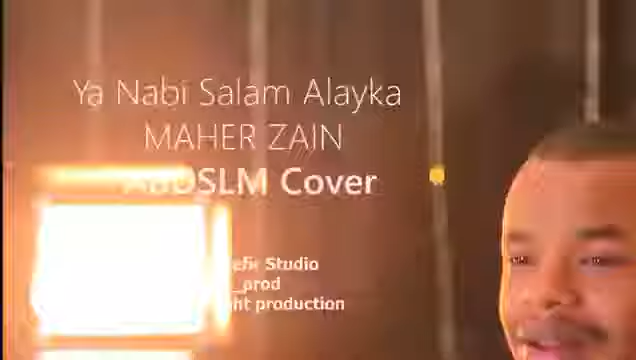 Ya Nabi Salam Alayka
MAHER ZAIN
Cover
Studio
_prod
production